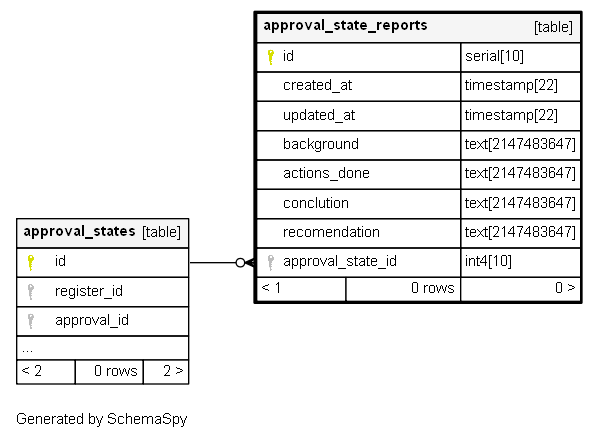 approval_state_reports [table]
id serial[10]
created_at timestamp[22]
updated_at timestamp[22]
background text[2147483647]
actions_done text[2147483647]
conclution text[2147483647]
recomendation text[2147483647]
approval_state_id int4[10]
< 1 0 rows 0 >
approval_states [table]
id
register_id
approval_id
...
< 2 0 rows 2 >
Generated by SchemaSpy